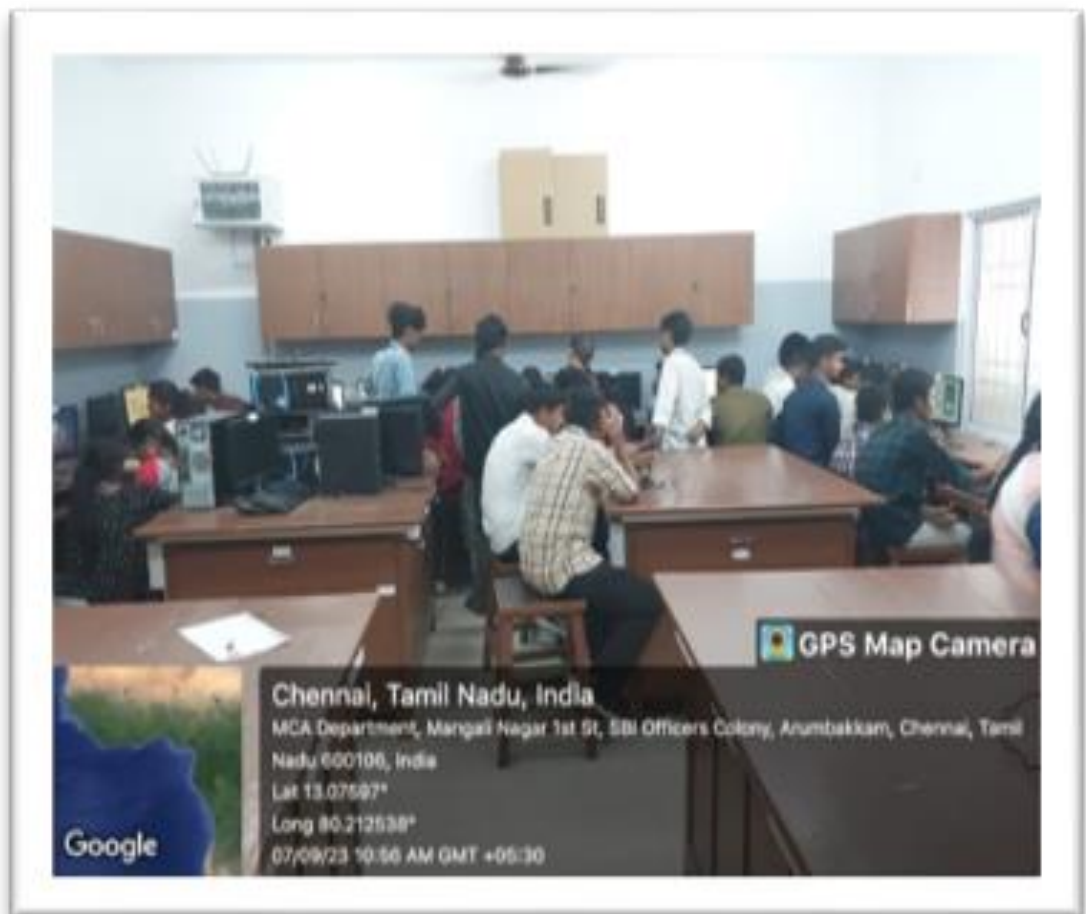 GPS Map Camera
Chennai, Tamil Nadu, India
MCA Department, Mangali Nagar 1st St, SBI Officers Colony, Arumbakkam, Chennai, Tamil
Nadu 600106, India
Lat 13.07597°
Long 80.212538°
07/09/23 10:56 AM GMT +05:30
Google